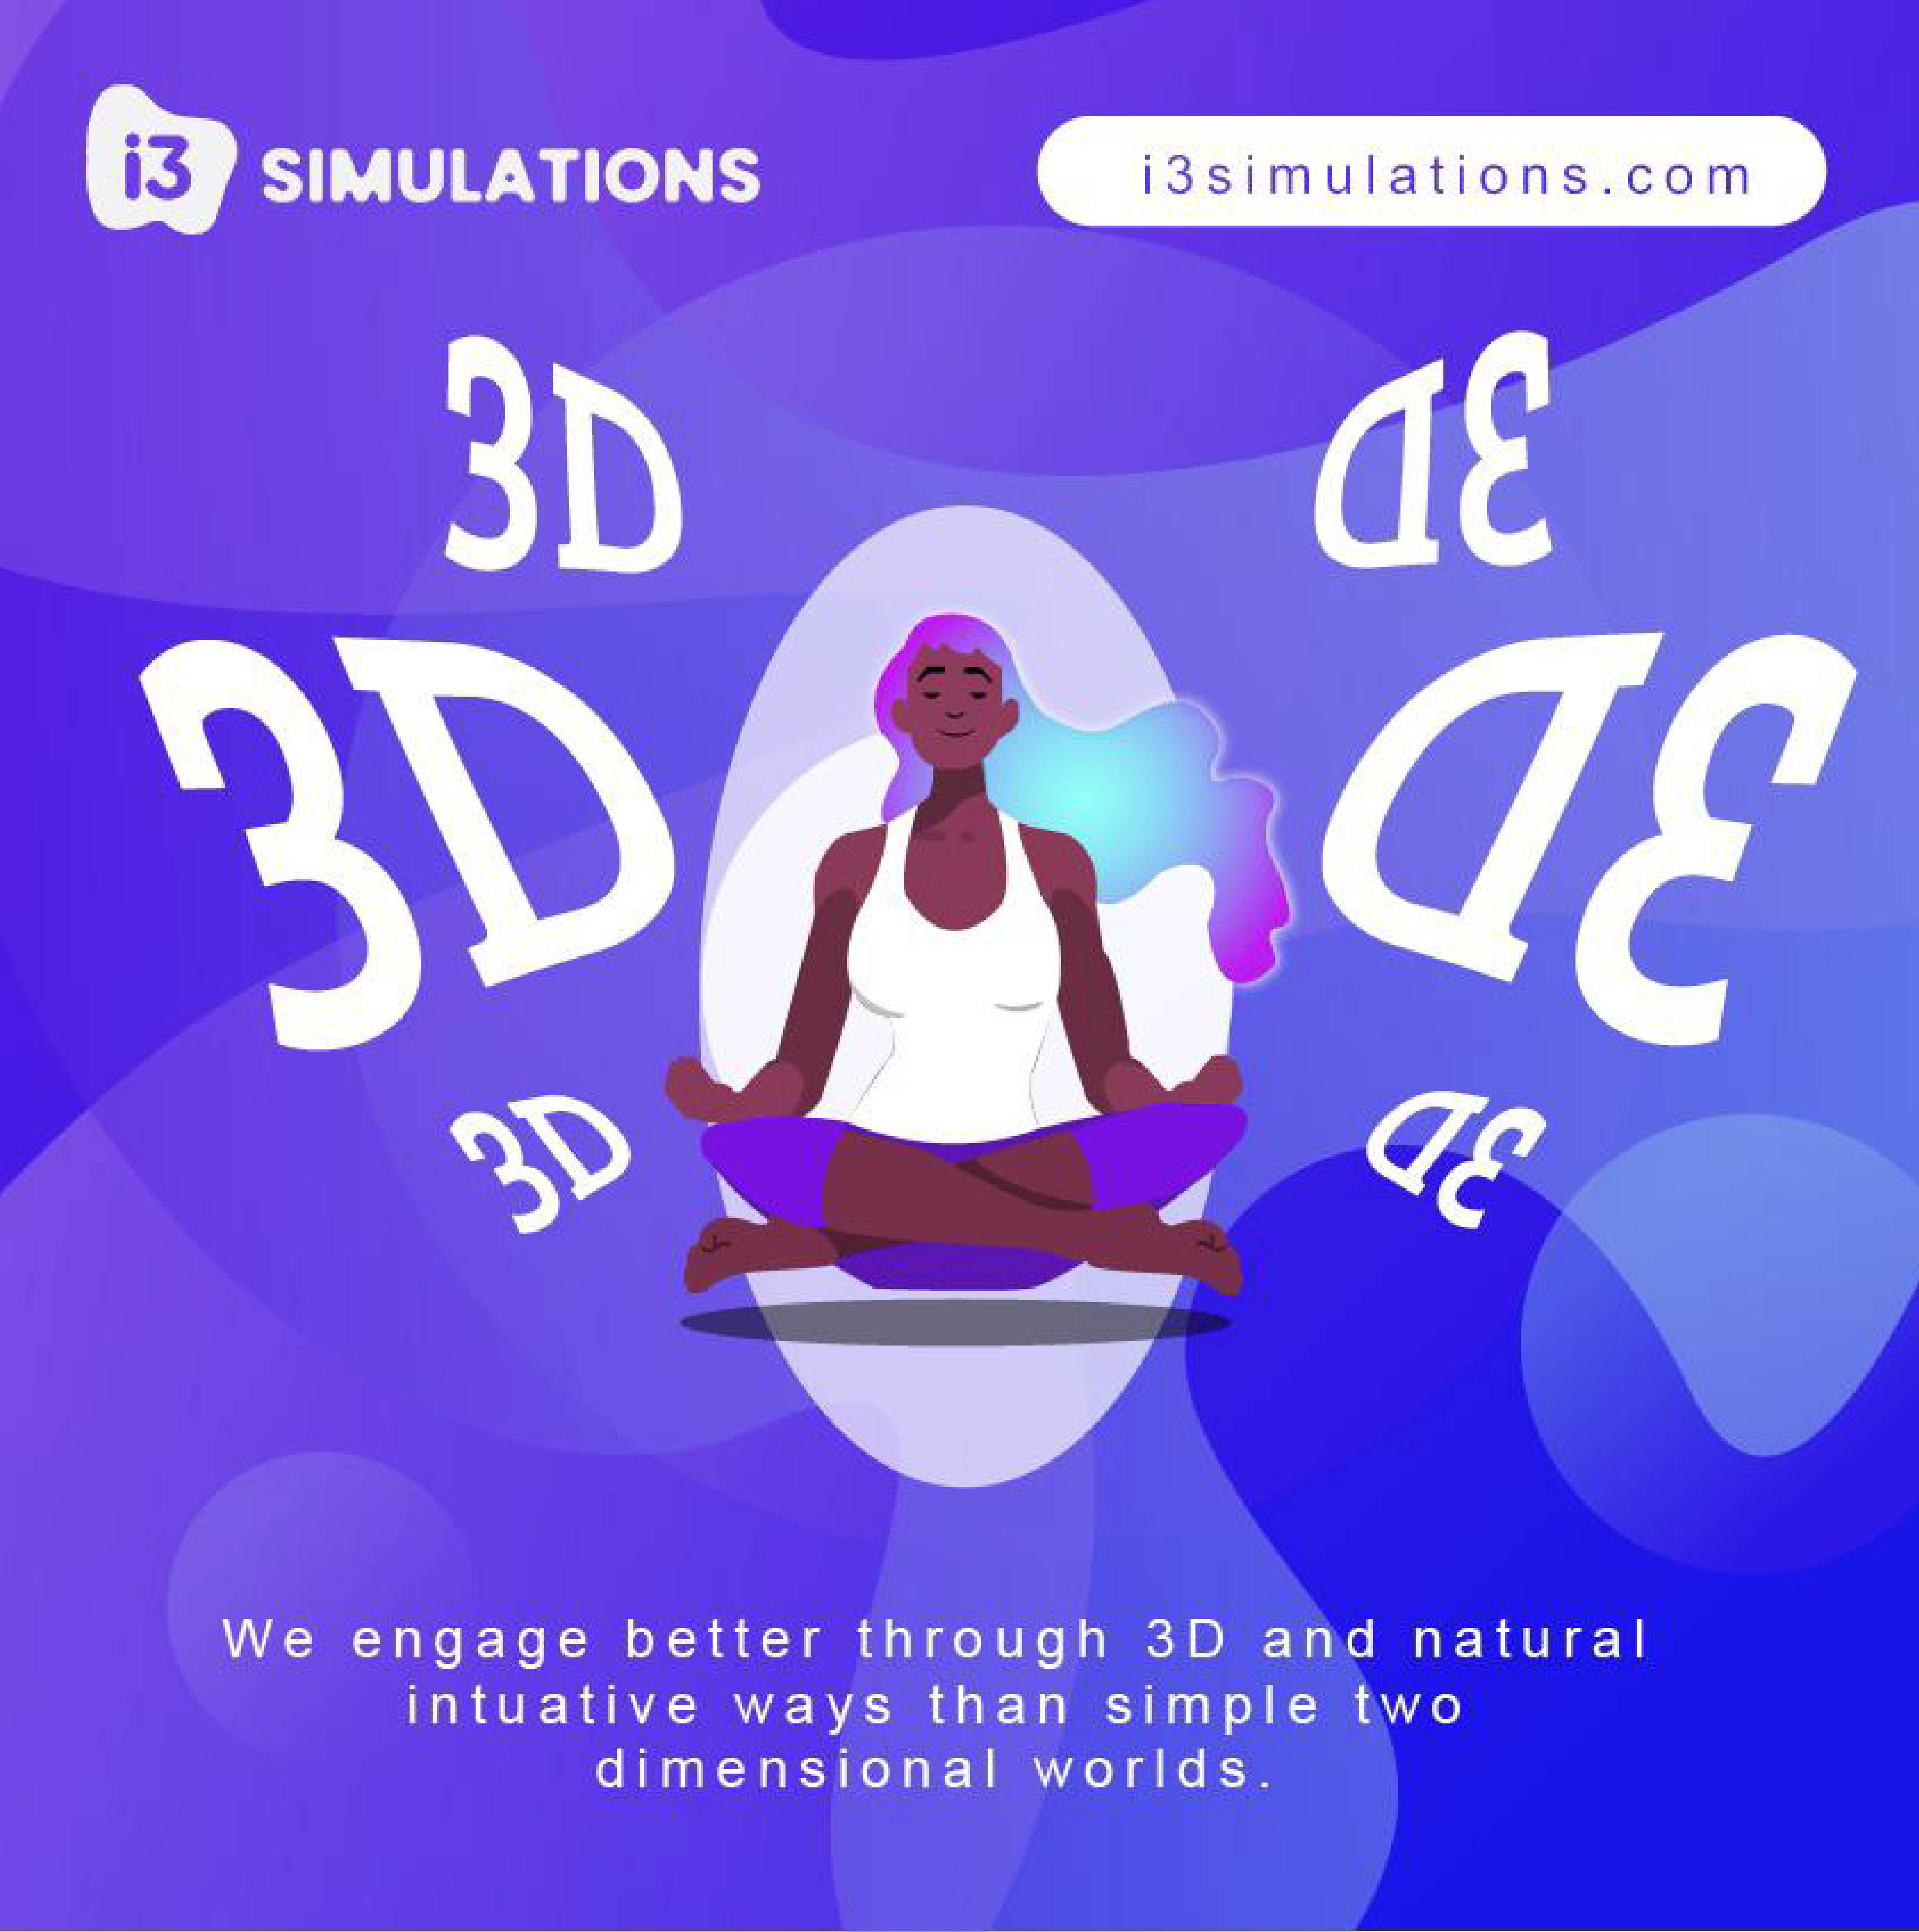 i3 SIMULATIONS
i3simulations.com
3D 3D
3D 3D
3D 3D
We engage better through 3D and natural
intuative ways than simple two
dimensional worlds.